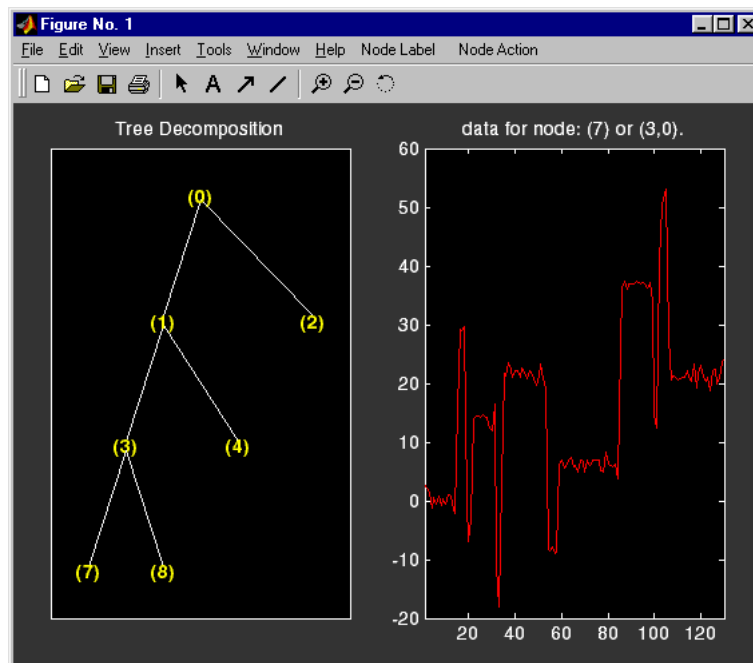 Figure No. 1
File Edit View Insert Tools Window Help Node Label Node Action
A
Tree Decomposition
(0)
(1)
(2)
(3)
(4)
(7)
(8)
data for node: (7) or (3,0).
60
50
40
30
20
10
0
-10
-20
20 40 60 80 100 120